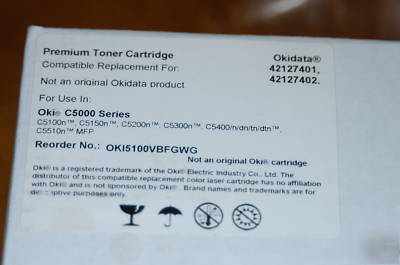 Premium Toner Cartridge Okidata®
Compatible Replacement For: 42127401,
Not an original Okidata product 42127402.
For Use In:
Oki® C5000 Series
C5100n™, C5150n™, C5200n™, C5300n™, C5400/n/dn/tn/dtn™,
C5510n™ MFP
Reorder No.: OKI5100VBFGWG
Not an original Oki® cartridge
Oki® is a registered trademark of the Oki® Electric Industry Co., Ltd. The
distributor of this compatible replacement color laser cartridge has no affiliation
with and is not sponsored by Oki®. Brand names and trademarks are for
descriptive purposes only.